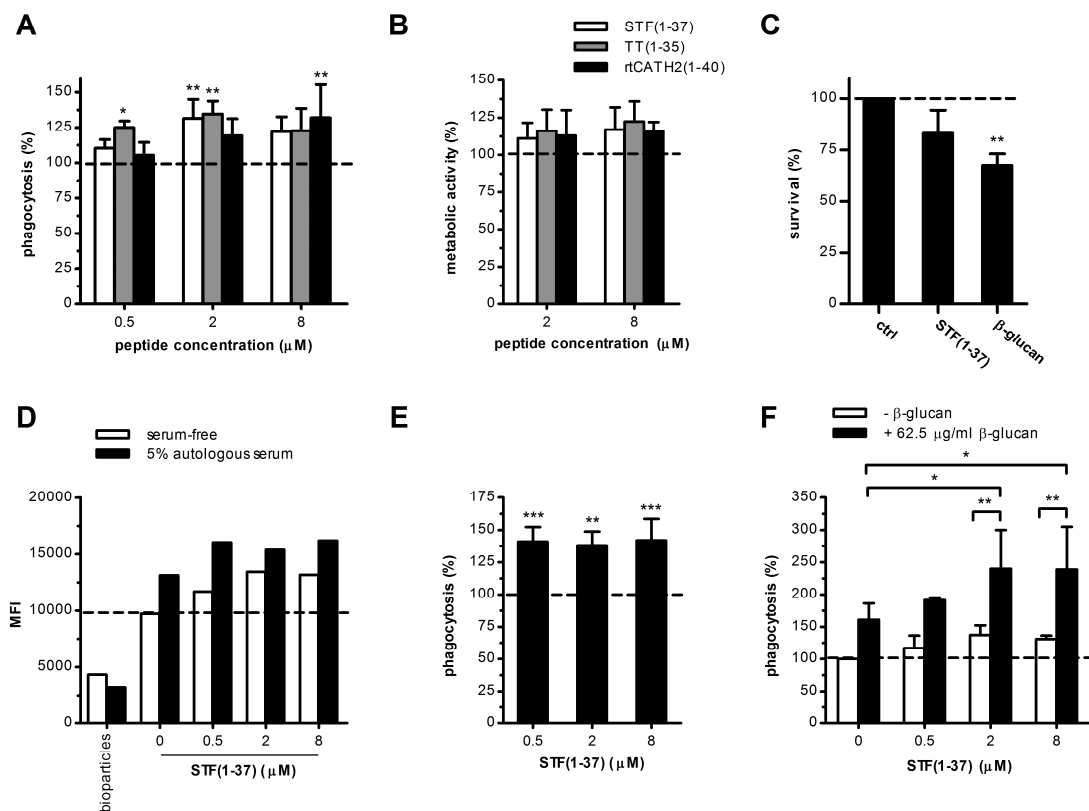 A
phagocytosis (%)
150
125
100
75
50
25
0
*
**
**
**
0.5
2
8
peptide concentration (μM)
B
STF(1-37)
TT(1-35)
rtCATH2(1-40)
metabolic activity (%)
150
125
100
75
50
25
0
2
8
peptide concentration (μM)
C
survival (%)
100
75
50
25
0
**
ctrl
STF(1-37)
β-glucan
D
serum-free
5% autologous serum
MFI
20000
15000
10000
5000
0
bioparticles
0
0.5
2
8
STF(1-37) (μM)
E
phagocytosis (%)
175
150
125
100
75
50
25
0
***
**
***
0.5
2
8
STF(1-37) (μM)
F
- β-glucan
+ 62.5 μg/ml β-glucan
phagocytosis (%)
350
300
250
200
150
100
50
0
*
*
**
**
0
0.5
2
8
STF(1-37) (μM)